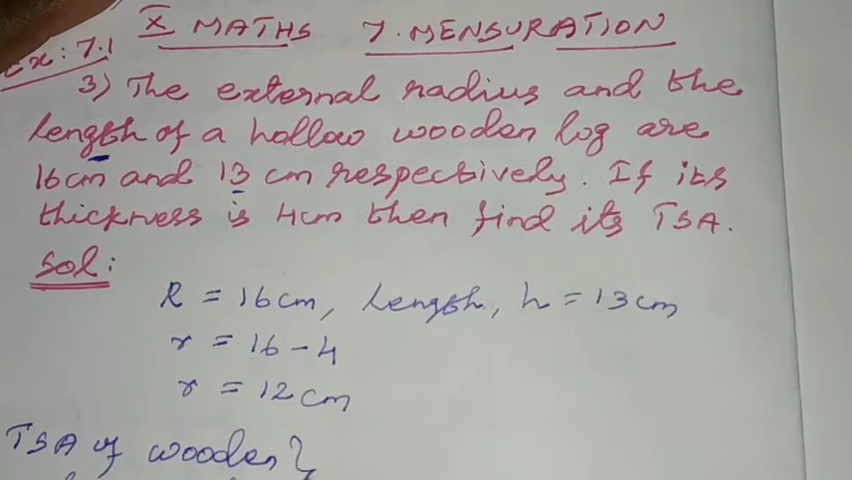 X MATHS 7. MENSURATION
Ex: 7.1
3) The external radius and the
length of a hollow wooden log are
16cm and 13 cm respectively. If its
thickness is 4cm then find its TSA.
Sol:
R = 16cm, length, h = 13cm
r = 16 - 4
r = 12cm
TSA of wooden }